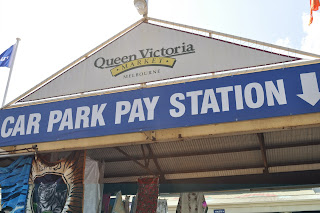 Queen Victoria
MARKET
MELBOURNE
CAR PARK PAY STATION